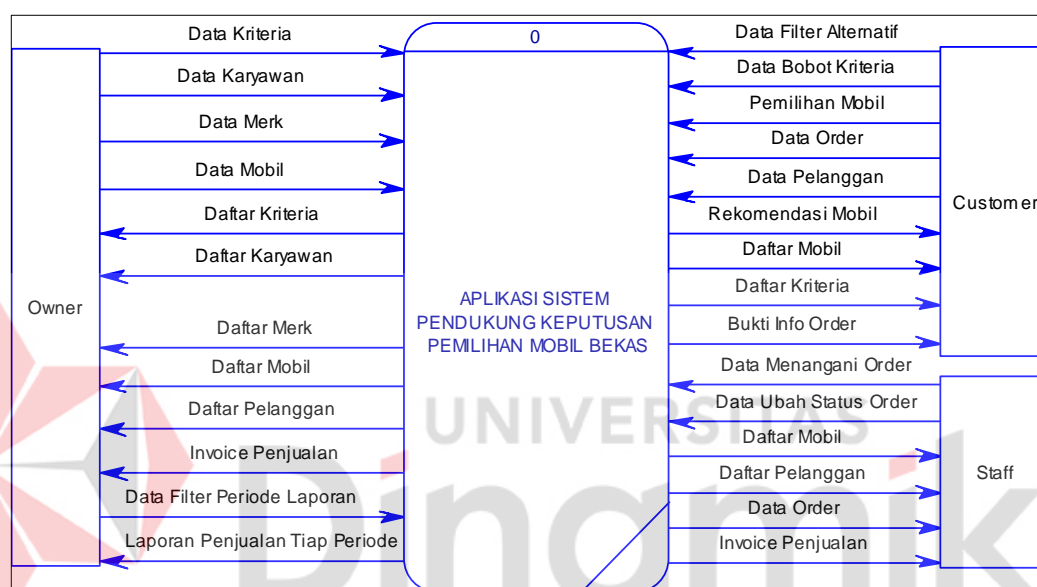 0
Data Kriteria
Data Karyawan
Data Merk
Data Mobil
Daftar Kriteria
Daftar Karyawan
Owner
Daftar Merk
Daftar Mobil
Daftar Pelanggan
Invoice Penjualan
Data Filter Periode Laporan
Laporan Penjualan Tiap Periode
APLIKASI SISTEM
PENDUKUNG KEPUTUSAN
PEMILIHAN MOBIL BEKAS
Data Filter Alternatif
Data Bobot Kriteria
Pemilihan Mobil
Data Order
Data Pelanggan
Customer
Rekomendasi Mobil
Daftar Mobil
Daftar Kriteria
Bukti Info Order
Data Menangani Order
Data Ubah Status Order
Daftar Mobil
Daftar Pelanggan
Staff
Data Order
Invoice Penjualan
UNIVERSITAS
Dinamik